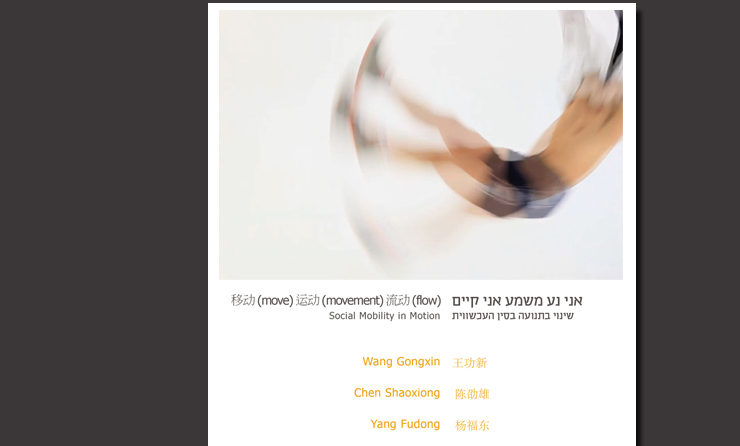 移动 (move) 运动 (movement) 流动 (flow) אני נע משמע אני קיים
Social Mobility in Motion שינוי בתנועה בסין העכשווית
Wang Gongxin 王功新
Chen Shaoxiong 陈劭雄
Yang Fudong 杨福东